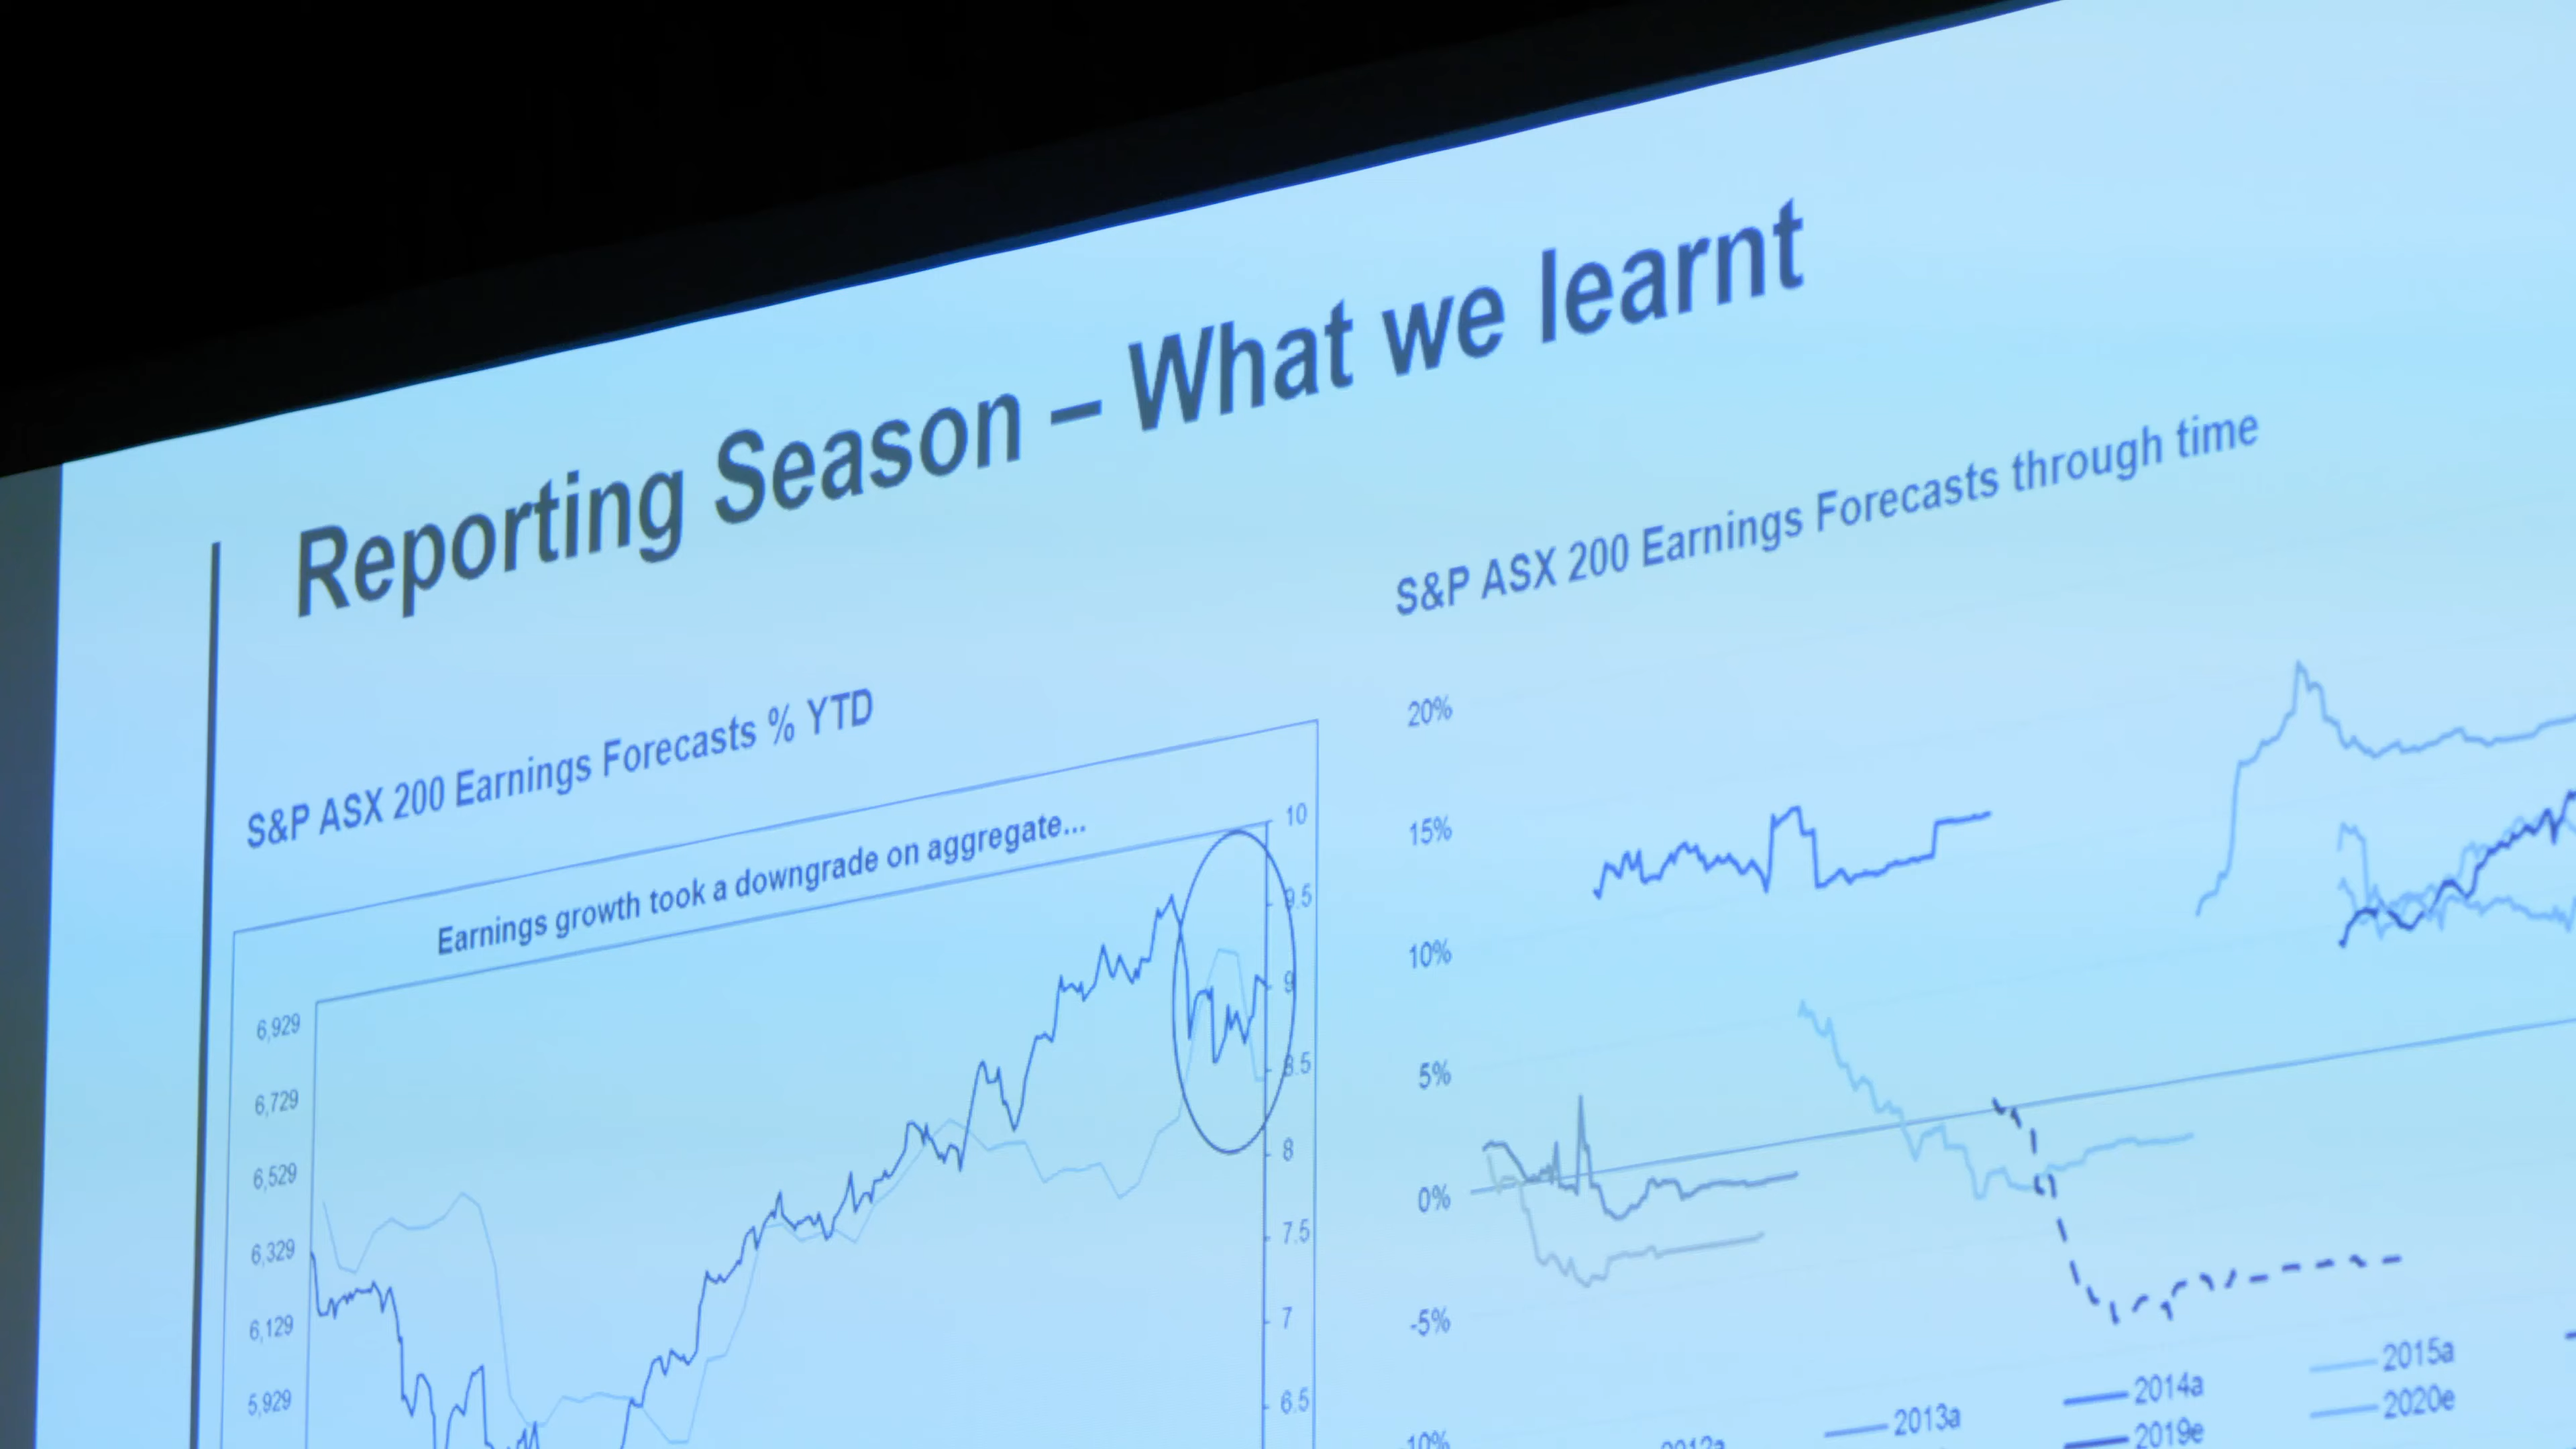 Reporting Season – What we learnt
S&P ASX 200 Earnings Forecasts % YTD
Earnings growth took a downgrade on aggregate...
6,929
6,729
6,529
6,329
6,129
5,929
10
9.5
9
8.5
8
7.5
7
6.5
S&P ASX 200 Earnings Forecasts through time
20%
15%
10%
5%
0%
-5%
2013a
2014a
2015a
2019e
2020e